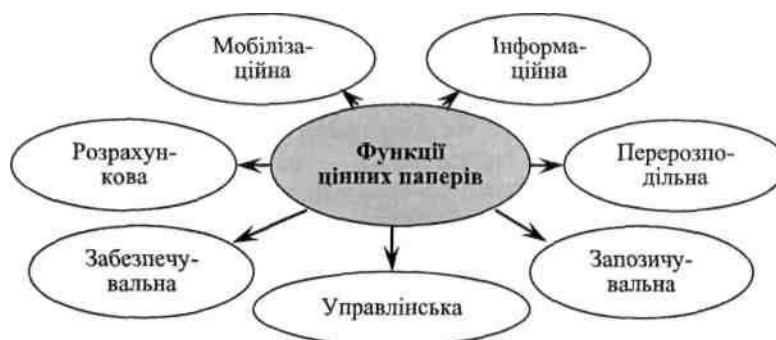 Мобіліза-
ційна
Інформа-
ційна
Розрахун-
кова
Функції
цінних паперів
Перерозпо-
дільна
Забезпечу-
вальна
Управлінська
Запозичу-
вальна